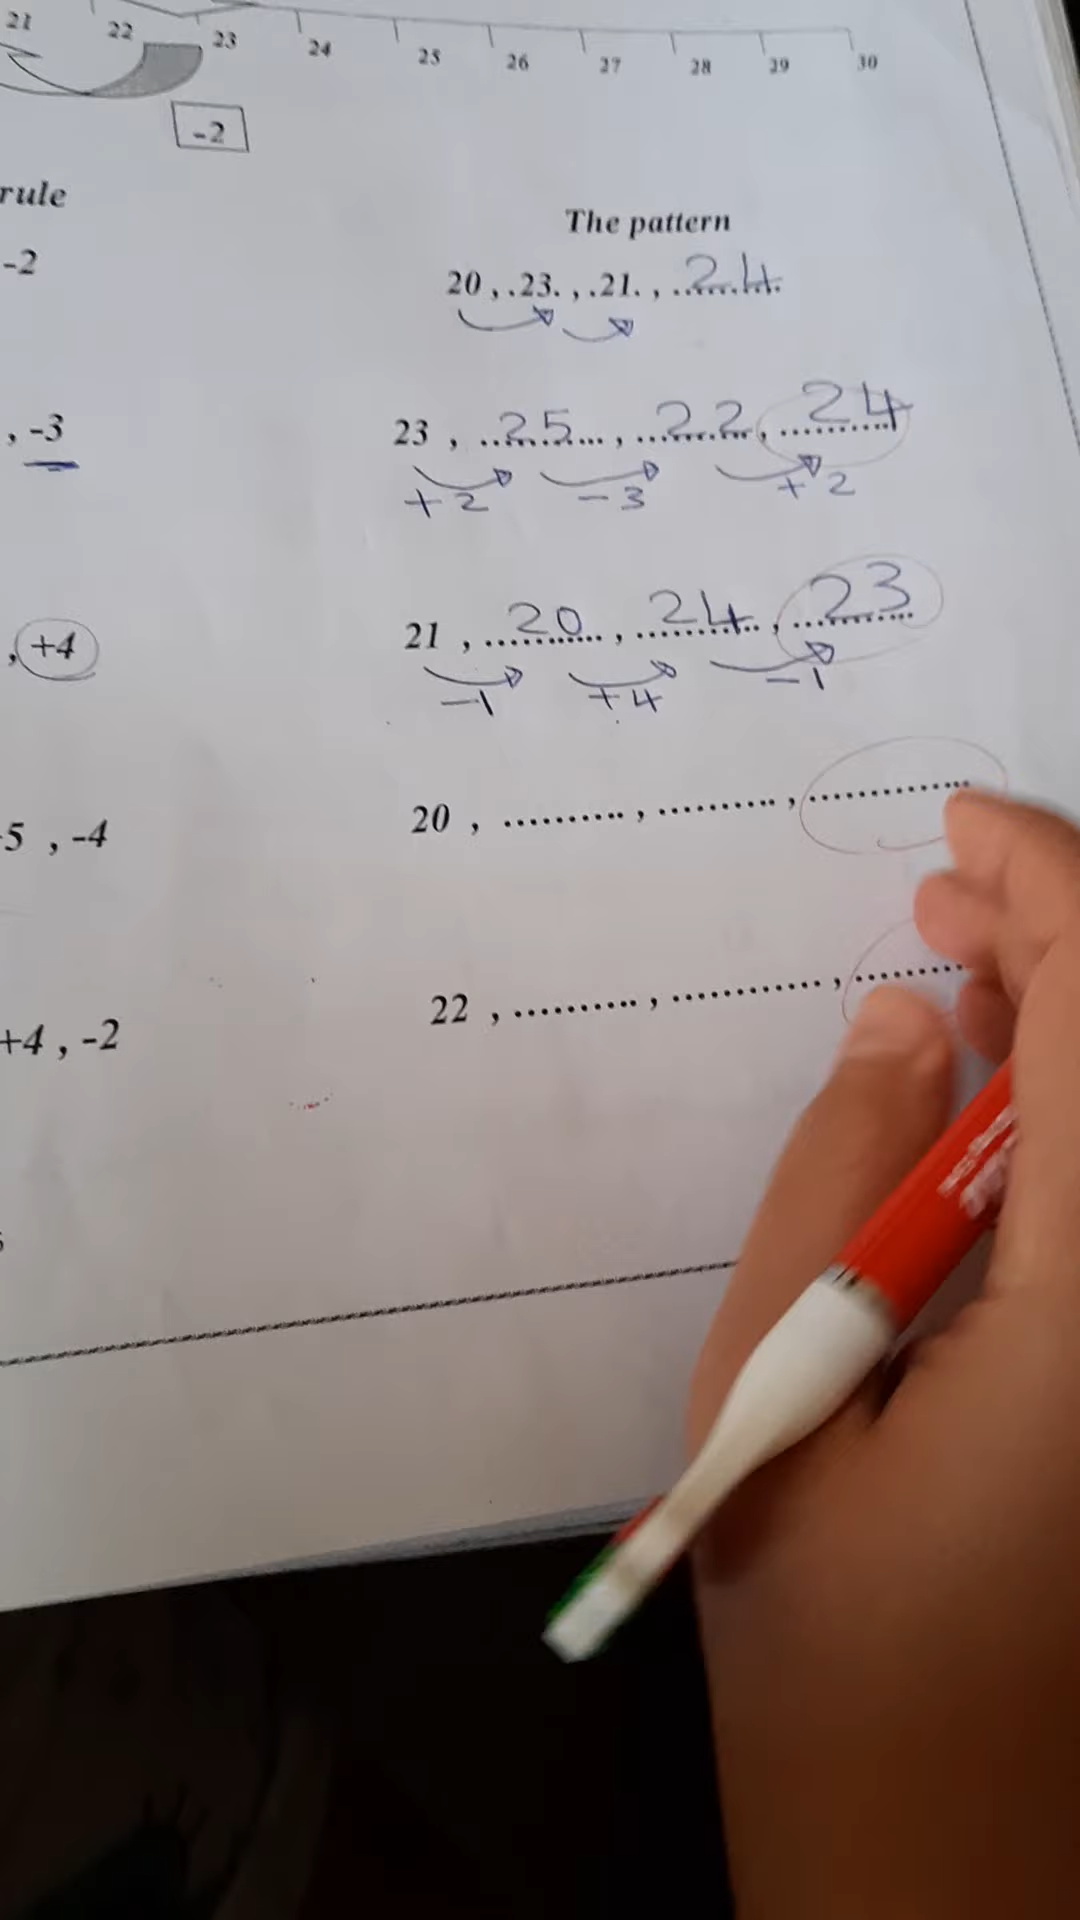 21 22 23 24 25 26 27 28 29 30
-2
rule The pattern
-2 20 , .23. , .21. , ..24..
, -3 23 , 25 , 22 , 24
+2 -3 +2
, +4 21 , 20 , 24 , 23
-1 +4 -1
5 , -4 20 , .......... , .......... , ..............
+4 , -2 22 , .......... , ............ , .........